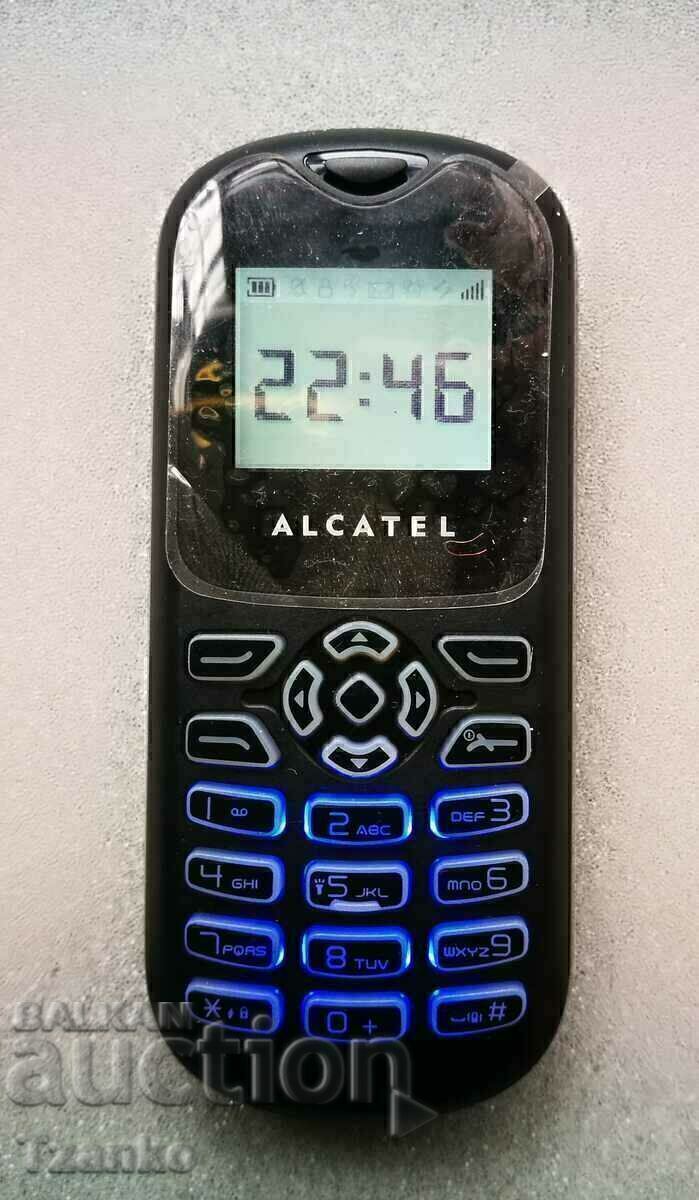 22:46
ALCATEL
1 2 ABC DEF 3
4 GHI 5 JKL MNO 6
7 PQRS 8 TUV WXYZ 9
* 0 + #
BALKAN
auction
Tzanko